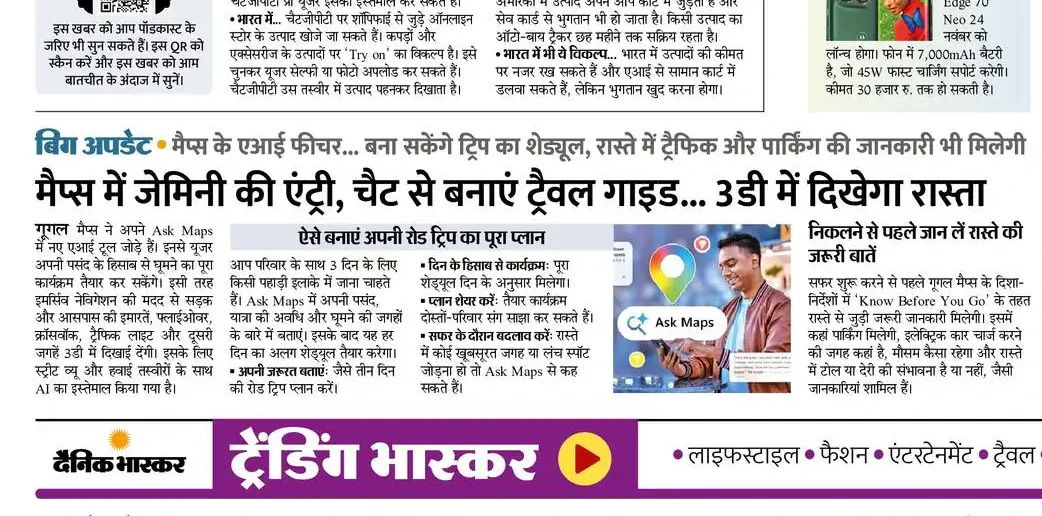 इस खबर को आप पॉडकास्ट के
जरिए भी सुन सकते हैं। इस QR को
स्कैन करें और इस खबर को आम
बातचीत के अंदाज में सुनें।
• भारत में... चैटजीपीटी पर शॉपिफाई से जुड़े ऑनलाइन
स्टोर के उत्पाद खोजे जा सकते हैं। कपड़ों और
एक्सेसरीज के उत्पादों पर ‘Try on’ का विकल्प है। इसे
चुनकर यूजर सेल्फी या फोटो अपलोड कर सकते हैं।
चैटजीपीटी उस तस्वीर में उत्पाद पहनकर दिखाता है।
सेव कार्ड से भुगतान भी हो जाता है। किसी उत्पाद का
ऑटो-बाय ट्रैकर छह महीने तक सक्रिय रहता है।
• भारत में भी ये विकल्प... भारत में उत्पादों की कीमत
पर नजर रख सकते हैं और एआई से सामान कार्ट में
डलवा सकते हैं, लेकिन भुगतान खुद करना होगा।
Edge 70
Neo 24
नवंबर को
लॉन्च होगा। फोन में 7,000mAh बैटरी
है, जो 45W फास्ट चार्जिंग सपोर्ट करेगी।
कीमत 30 हजार रु. तक हो सकती है।
बिग अपडेट • मैप्स के एआई फीचर... बना सकेंगे ट्रिप का शेड्यूल, रास्ते में ट्रैफिक और पार्किंग की जानकारी भी मिलेगी
मैप्स में जेमिनी की एंट्री, चैट से बनाएं ट्रैवल गाइड... 3डी में दिखेगा रास्ता
गूगल मैप्स ने अपने Ask Maps
में नए एआई टूल जोड़े हैं। इनसे यूजर
अपनी पसंद के हिसाब से घूमने का पूरा
कार्यक्रम तैयार कर सकेंगे। इसी तरह
इमर्सिव नेविगेशन की मदद से सड़क
और आसपास की इमारतें, फ्लाईओवर,
क्रॉसवॉक, ट्रैफिक लाइट और दूसरी
जगहें 3डी में दिखाई देंगी। इसके लिए
स्ट्रीट व्यू और हवाई तस्वीरों के साथ
AI का इस्तेमाल किया गया है।
ऐसे बनाएं अपनी रोड ट्रिप का पूरा प्लान
आप परिवार के साथ 3 दिन के लिए
किसी पहाड़ी इलाके में जाना चाहते
हैं। Ask Maps में अपनी पसंद,
यात्रा की अवधि और घूमने की जगहों
के बारे में बताएं। इसके बाद यह हर
दिन का अलग शेड्यूल तैयार करेगा।
▪ अपनी जरूरत बताएं: जैसे तीन दिन
की रोड ट्रिप प्लान करें।
▪ दिन के हिसाब से कार्यक्रम: पूरा
शेड्यूल दिन के अनुसार मिलेगा।
▪ प्लान शेयर करें: तैयार कार्यक्रम
दोस्तों-परिवार संग साझा कर सकते हैं।
▪ सफर के दौरान बदलाव करें: रास्ते
में कोई खूबसूरत जगह या लंच स्पॉट
जोड़ना हो तो Ask Maps से कह
सकते हैं।
Ask Maps
निकलने से पहले जान लें रास्ते की
जरूरी बातें
सफर शुरू करने से पहले गूगल मैप्स के दिशा-
निर्देशों में ‘Know Before You Go’ के तहत
रास्ते से जुड़ी जरूरी जानकारी मिलेगी। इसमें
कहां पार्किंग मिलेगी, इलेक्ट्रिक कार चार्ज करने
की जगह कहां है, मौसम कैसा रहेगा और रास्ते
में टोल या देरी की संभावना है या नहीं, जैसी
जानकारियां शामिल हैं।
दैनिक भास्कर
ट्रेंडिंग भास्कर
• लाइफस्टाइल • फैशन • एंटरटेनमेंट • ट्रैवल